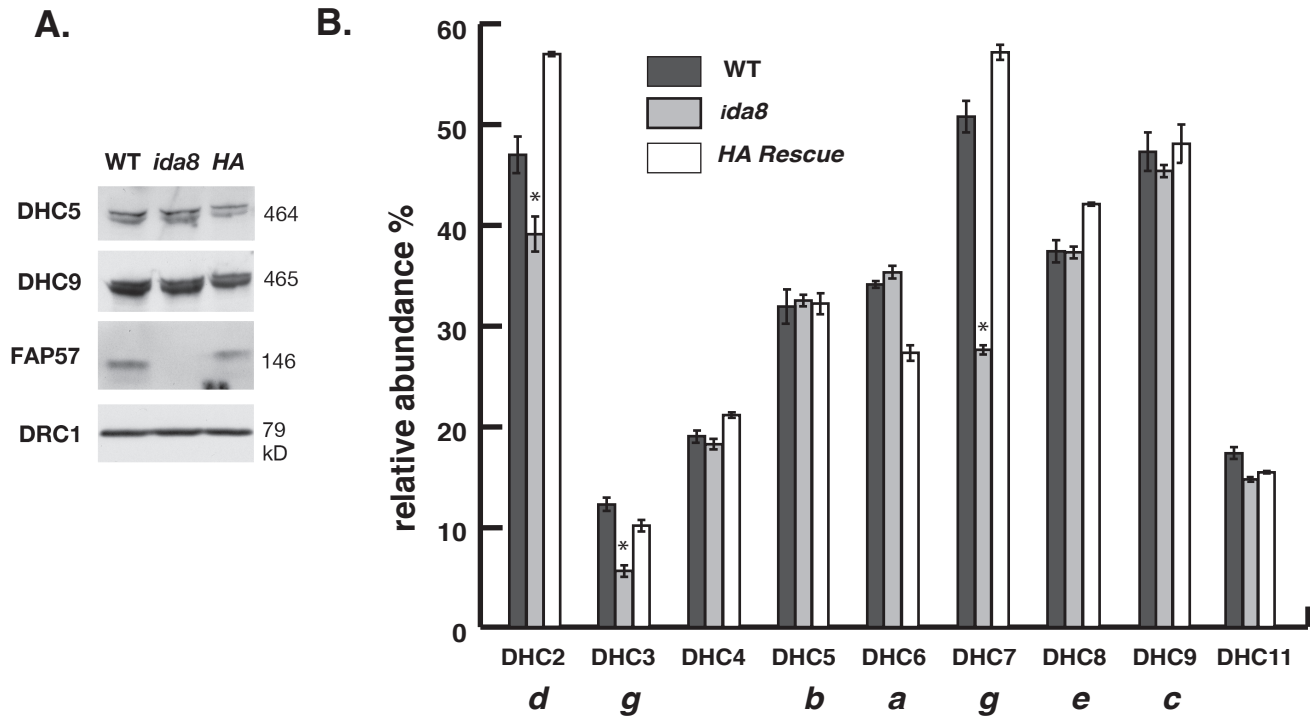 A.
WT ida8 HA
DHC5 464
DHC9 465
FAP57 146
DRC1 79
kD
B.
relative abundance %
60
50
40
30
20
10
0
WT
ida8
HA Rescue
*
*
*
DHC2 DHC3 DHC4 DHC5 DHC6 DHC7 DHC8 DHC9 DHC11
d g b a g e c